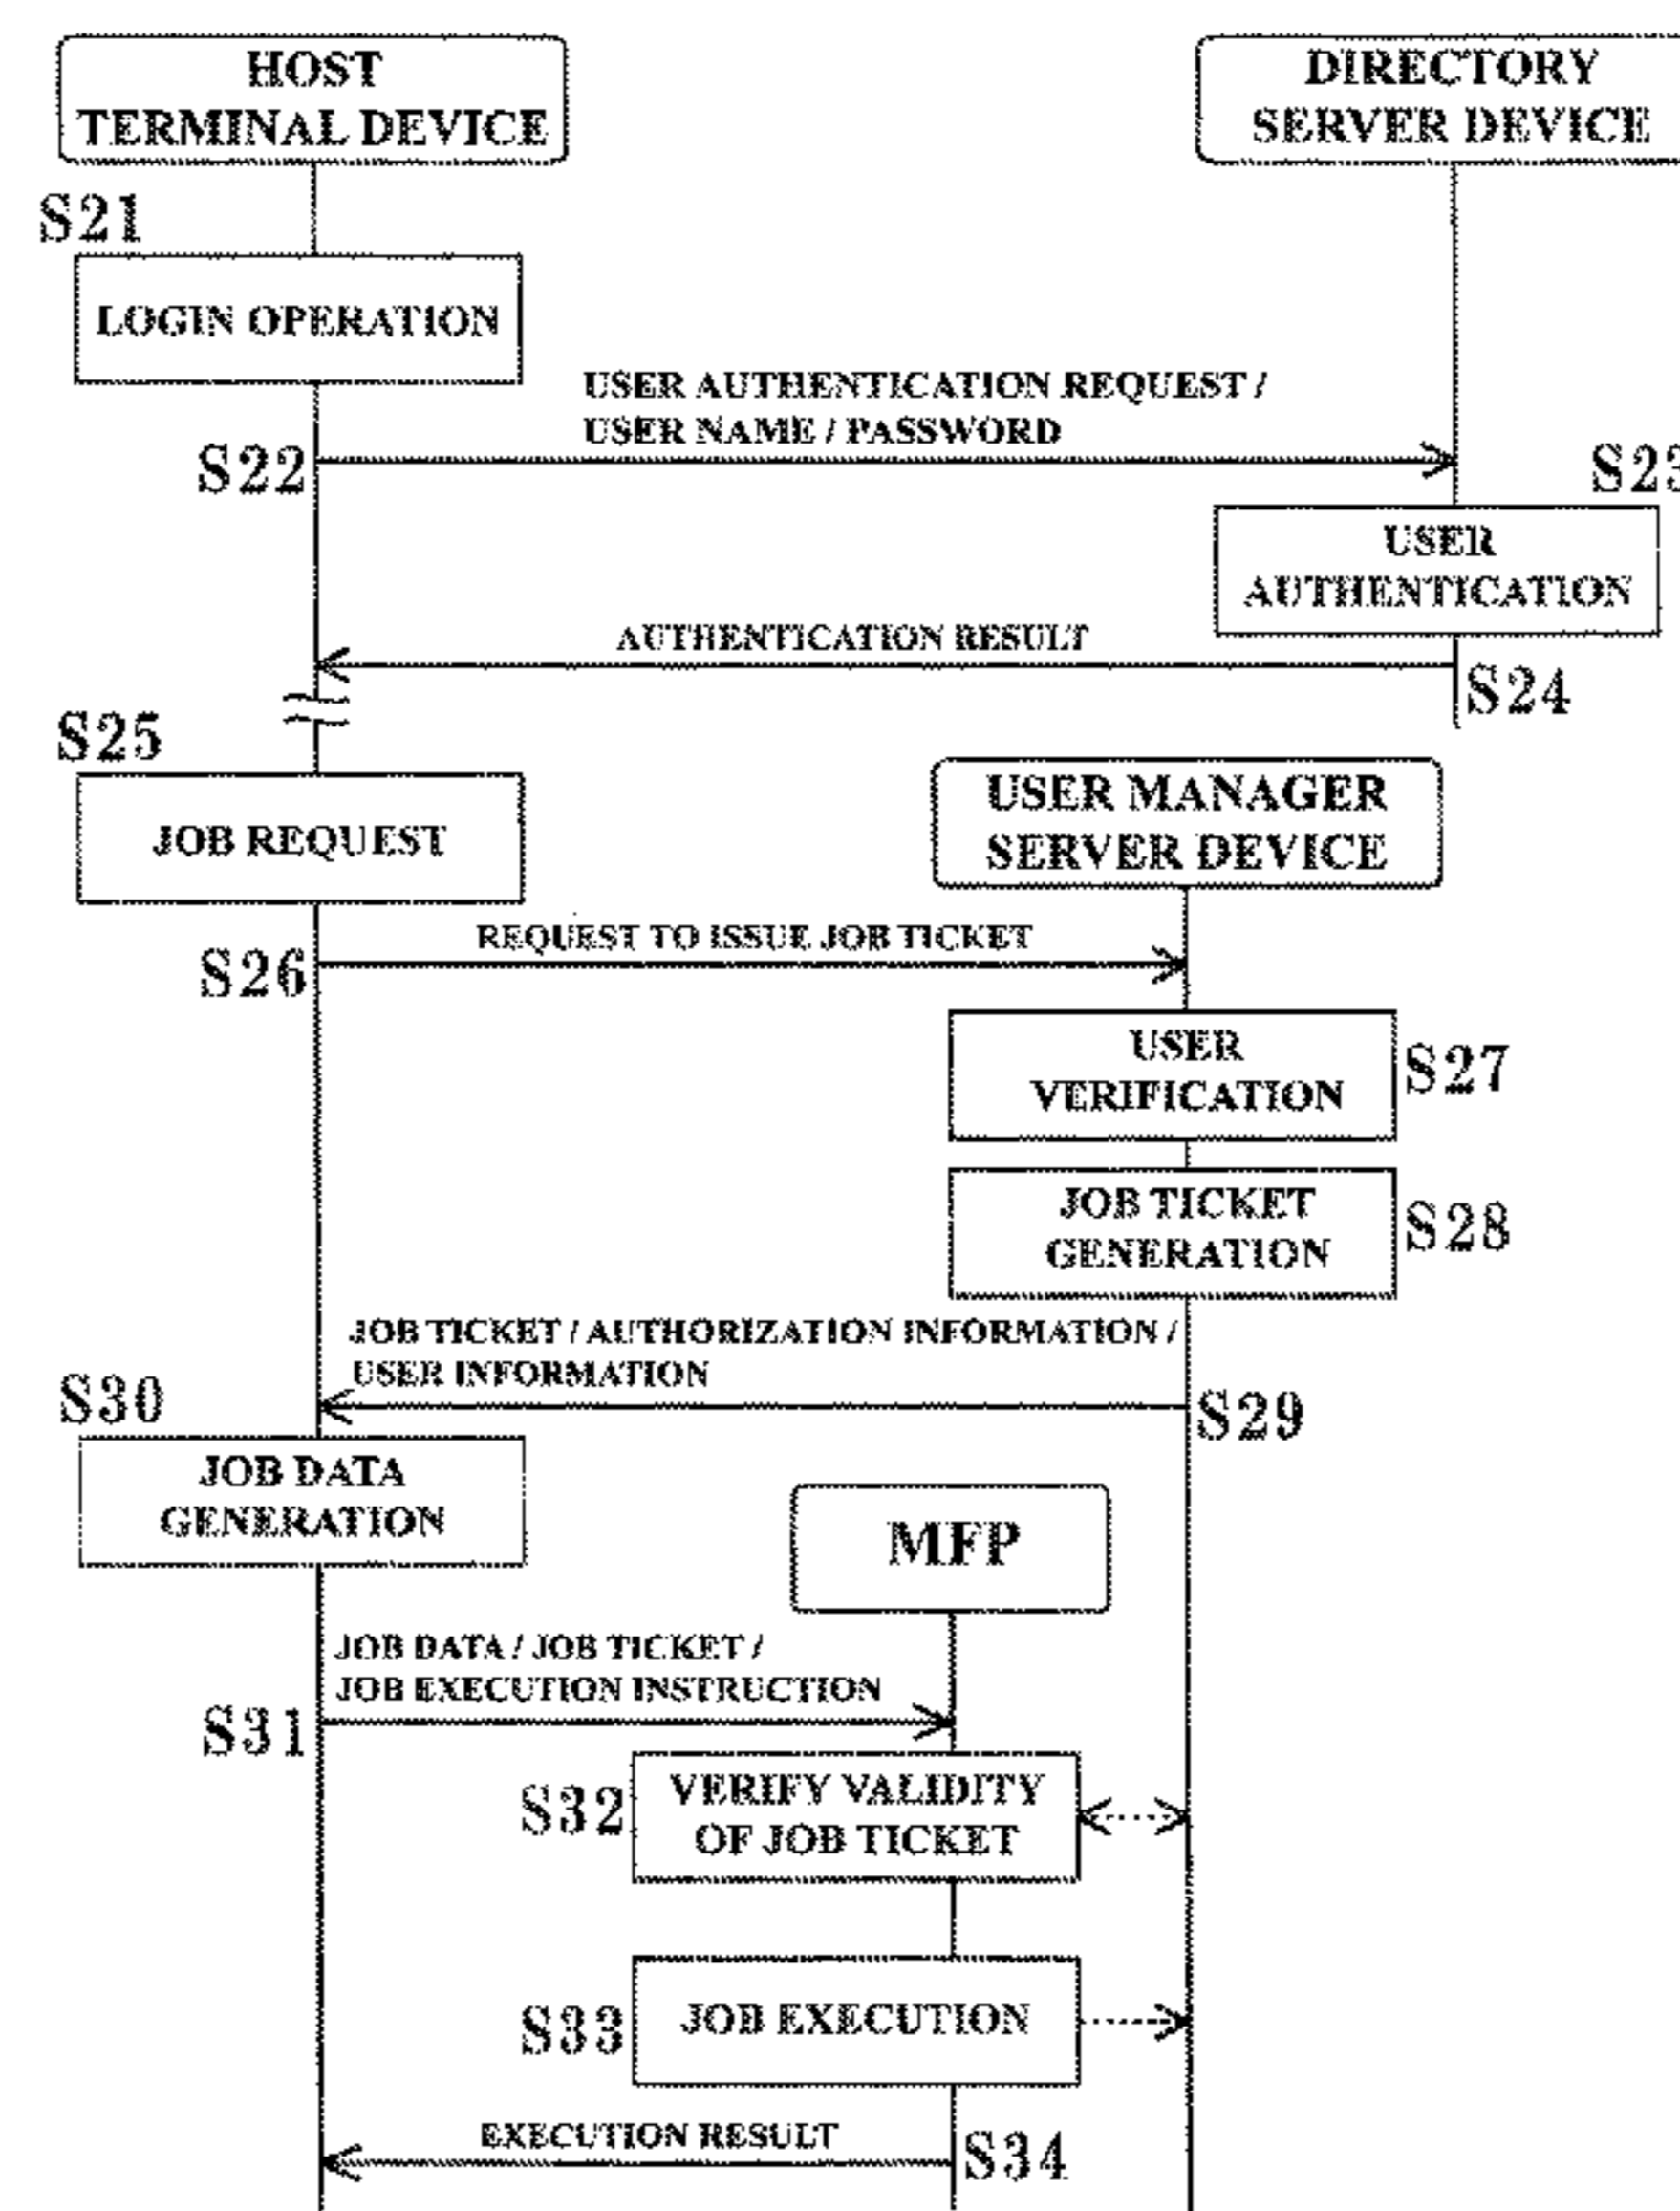 HOST
TERMINAL DEVICE
DIRECTORY
SERVER DEVICE
S21
LOGIN OPERATION
USER AUTHENTICATION REQUEST /
USER NAME / PASSWORD
S22
S23
USER
AUTHENTICATION
AUTHENTICATION RESULT
S24
S25
JOB REQUEST
USER MANAGER
SERVER DEVICE
REQUEST TO ISSUE JOB TICKET
S26
USER
VERIFICATION
S27
JOB TICKET
GENERATION
S28
JOB TICKET / AUTHORIZATION INFORMATION /
USER INFORMATION
S29
S30
JOB DATA
GENERATION
MFP
JOB DATA / JOB TICKET /
JOB EXECUTION INSTRUCTION
S31
S32
VERIFY VALIDITY
OF JOB TICKET
S33
JOB EXECUTION
EXECUTION RESULT
S34